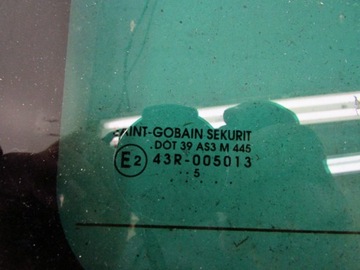 SAINT-GOBAIN SEKURIT
DOT 39 AS3 M 445
E2 43R-005013
. . 5